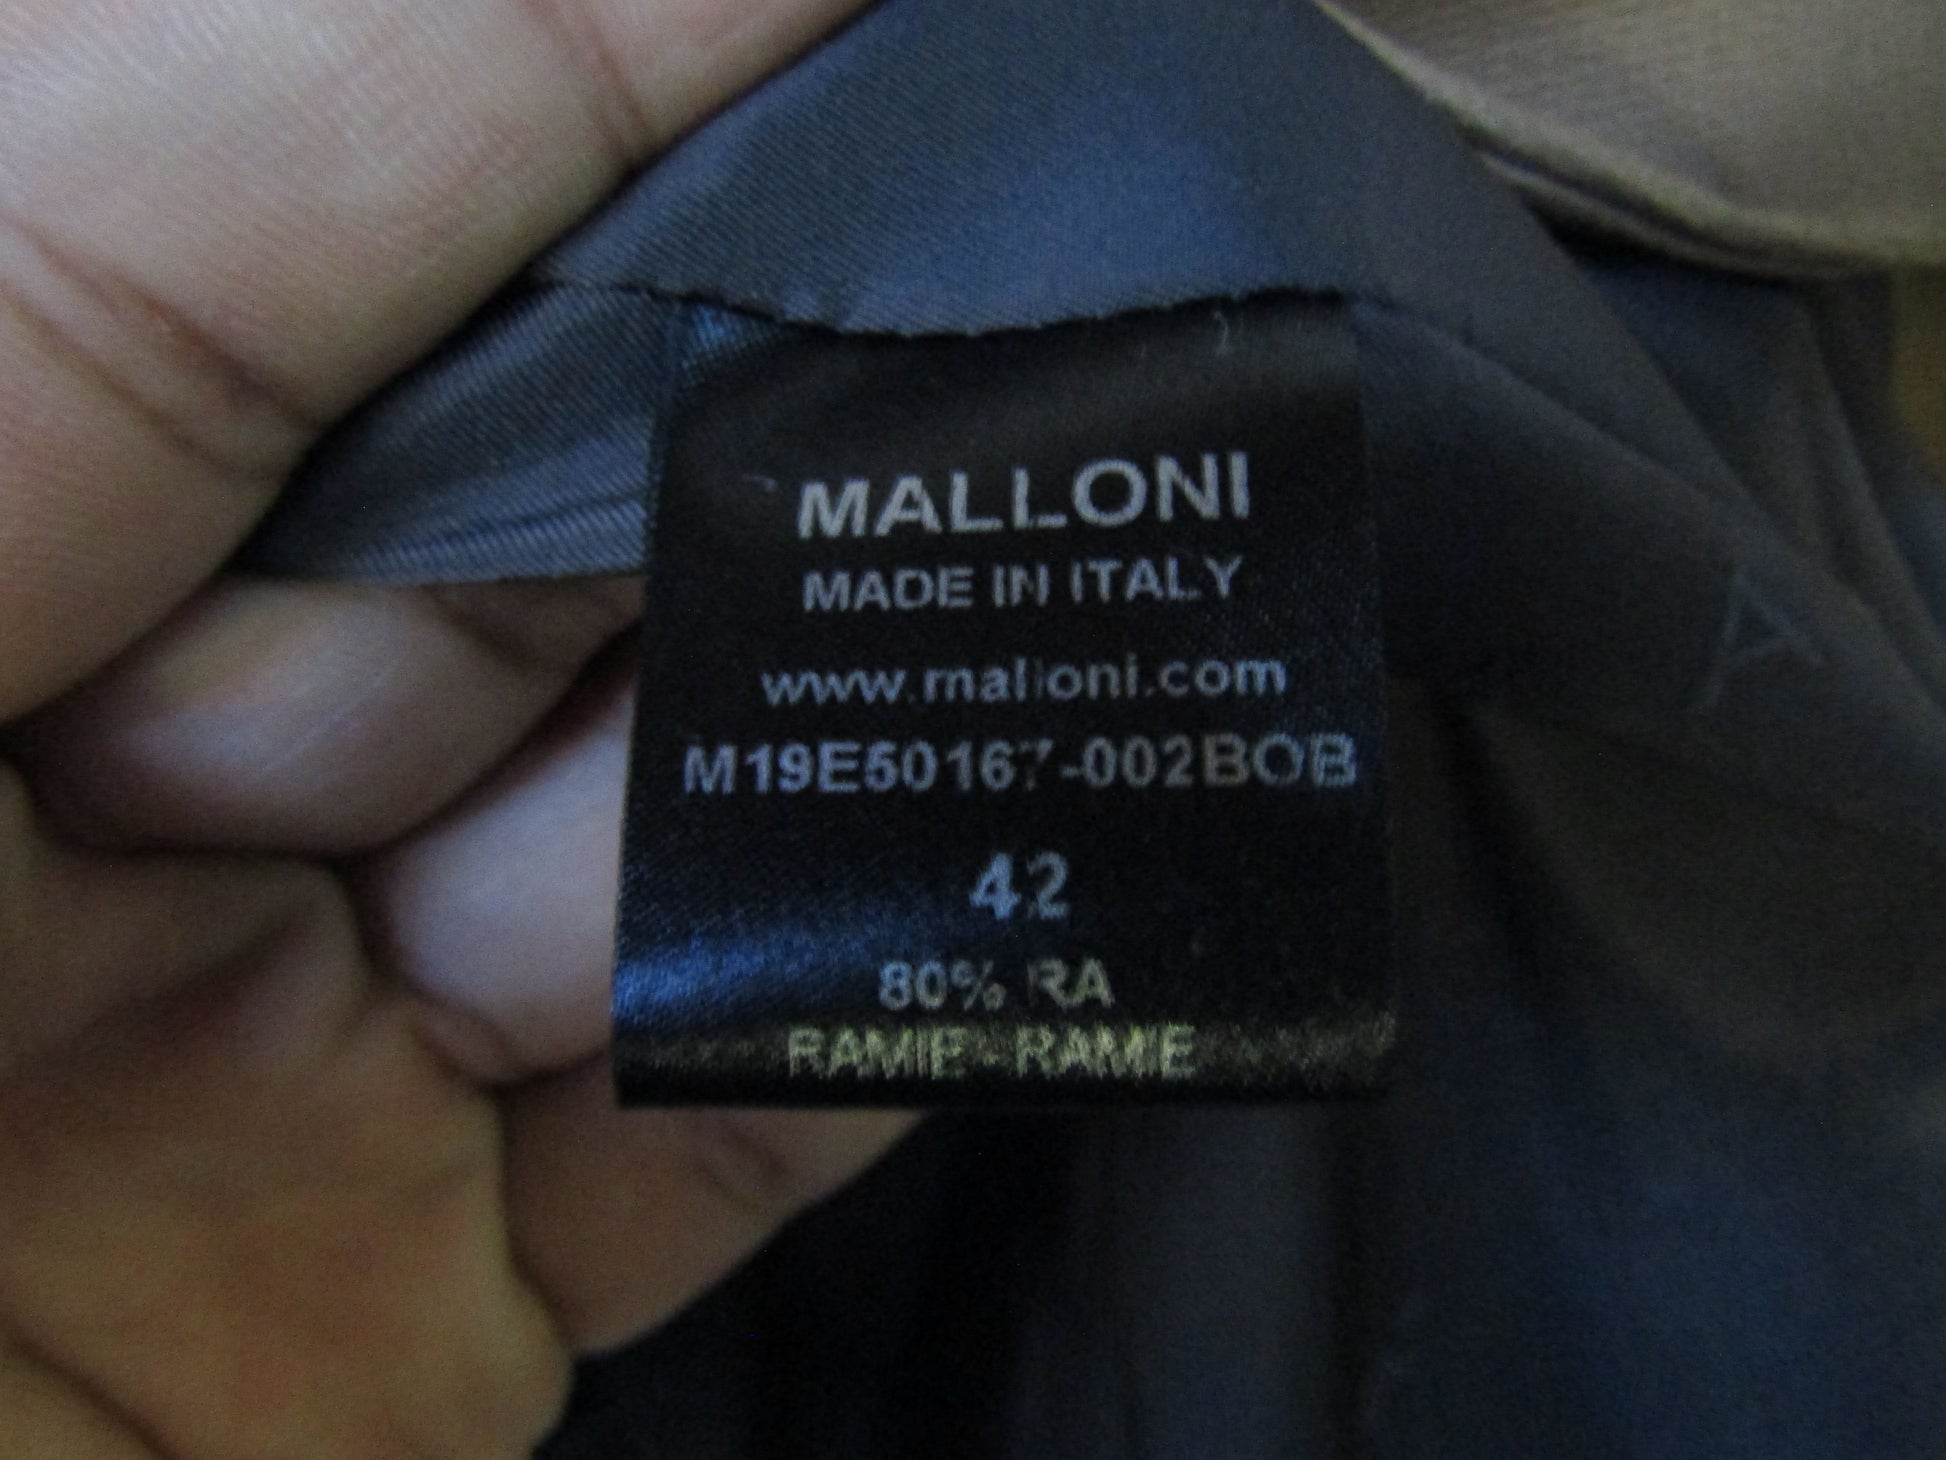 MALLONI
MADE IN ITALY
www.malloni.com
M19E50167-002BOB
42
80% RA
RAMIE - RAMIE